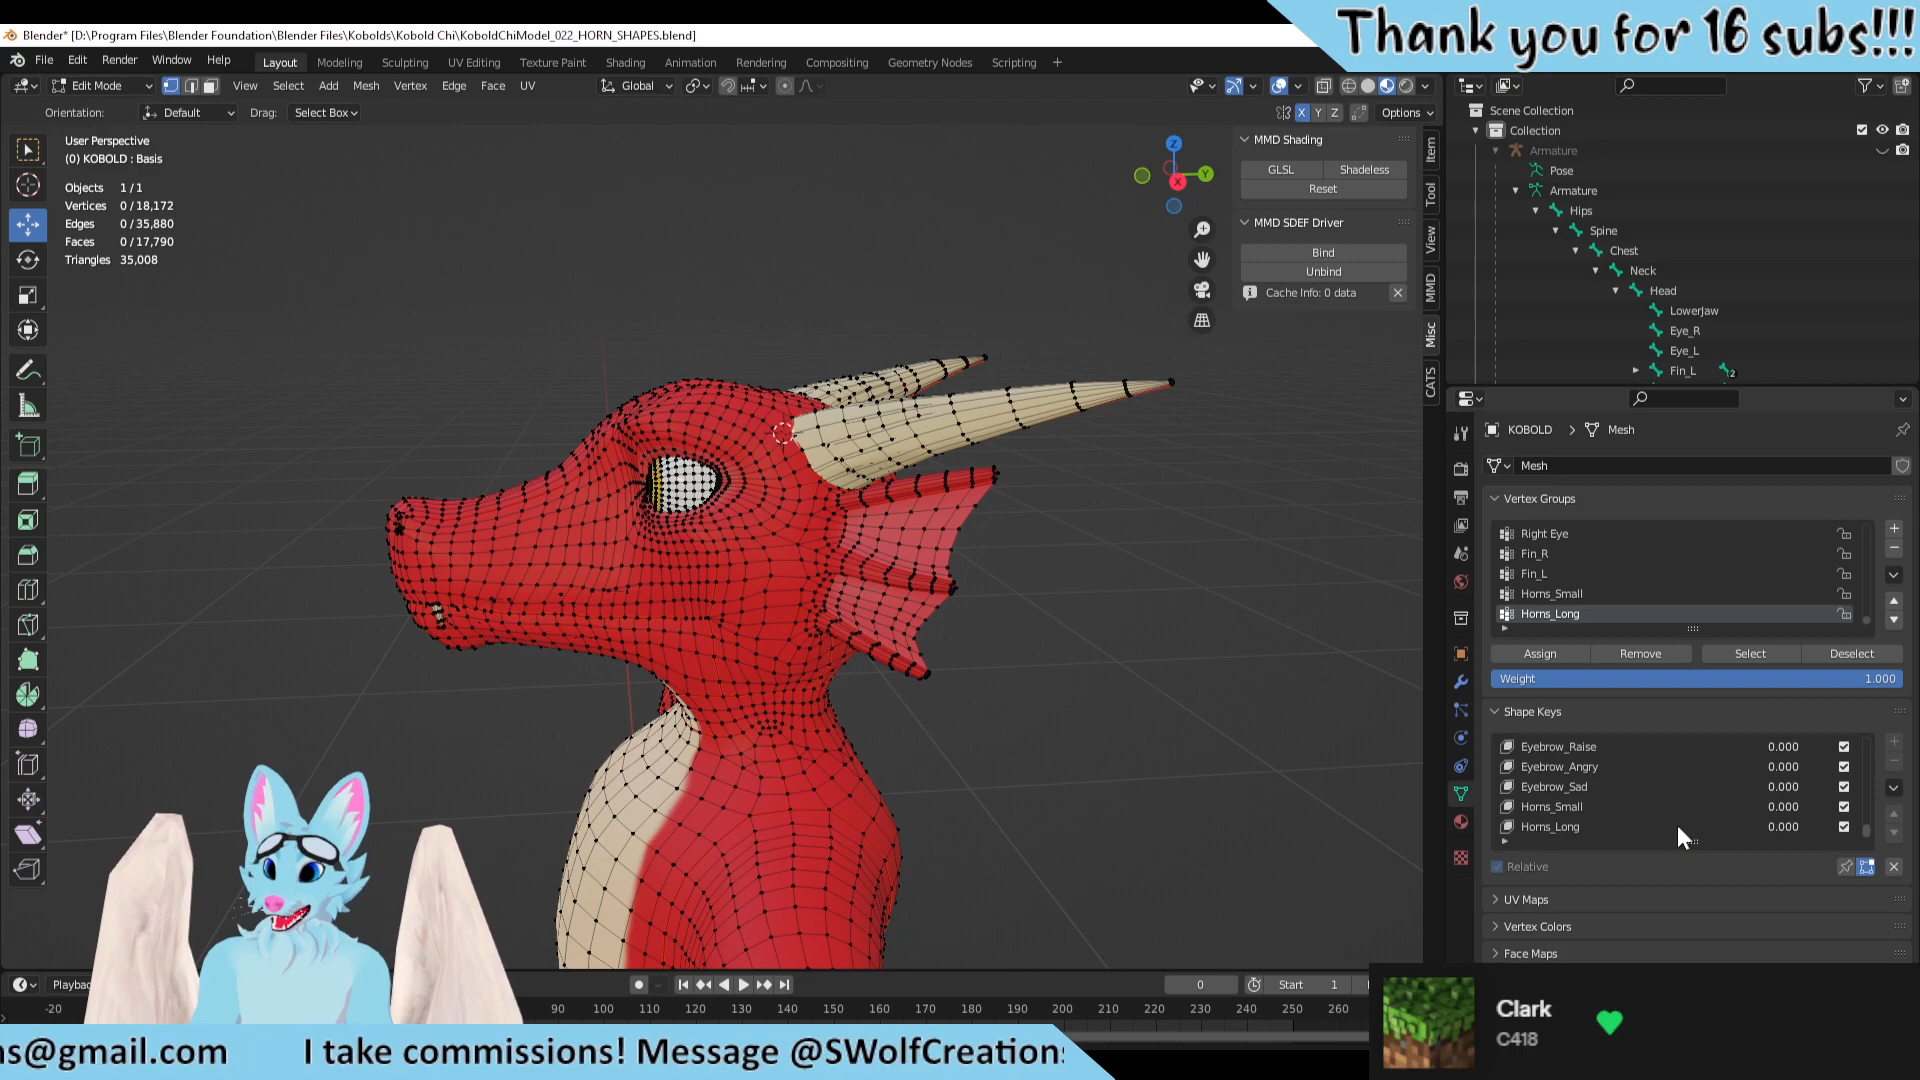 Blender* [D:\Program Files\Blender Foundation\Blender Files\Kobolds\Kobold Chi\KoboldChiModel_022_HORN_SHAPES.blend]
Thank you for 16 subs!!!
File Edit Render Window Help Layout Modeling Sculpting UV Editing Texture Paint Shading Animation Rendering Compositing Geometry Nodes Scripting +
Edit Mode View Select Add Mesh Vertex Edge Face UV Global
Orientation: Default Drag: Select Box X Y Z Options
User Perspective
(0) KOBOLD : Basis
Objects 1 / 1
Vertices 0 / 18,172
Edges 0 / 35,880
Faces 0 / 17,790
Triangles 35,008
Z
Y
X
MMD Shading
GLSL Shadeless
Reset
MMD SDEF Driver
Bind
Unbind
Cache Info: 0 data
Item
Tool
View
MMD
Misc
CATS
Scene Collection
Collection
Armature
Pose
Armature
Hips
Spine
Chest
Neck
Head
LowerJaw
Eye_R
Eye_L
Fin_L 2
KOBOLD > Mesh
Mesh
Vertex Groups
Right Eye
Fin_R
Fin_L
Horns_Small
Horns_Long
Assign Remove Select Deselect
Weight 1.000
Shape Keys
Eyebrow_Raise 0.000
Eyebrow_Angry 0.000
Eyebrow_Sad 0.000
Horns_Small 0.000
Horns_Long 0.000
Relative
UV Maps
Vertex Colors
Face Maps
Playba
0 Start 1
-20 90 100 110 120 130 140 150 160 170 180 190 200 210 220 230 240 250 260
ns@gmail.com I take commissions! Message @SWolfCreations
Clark
C418